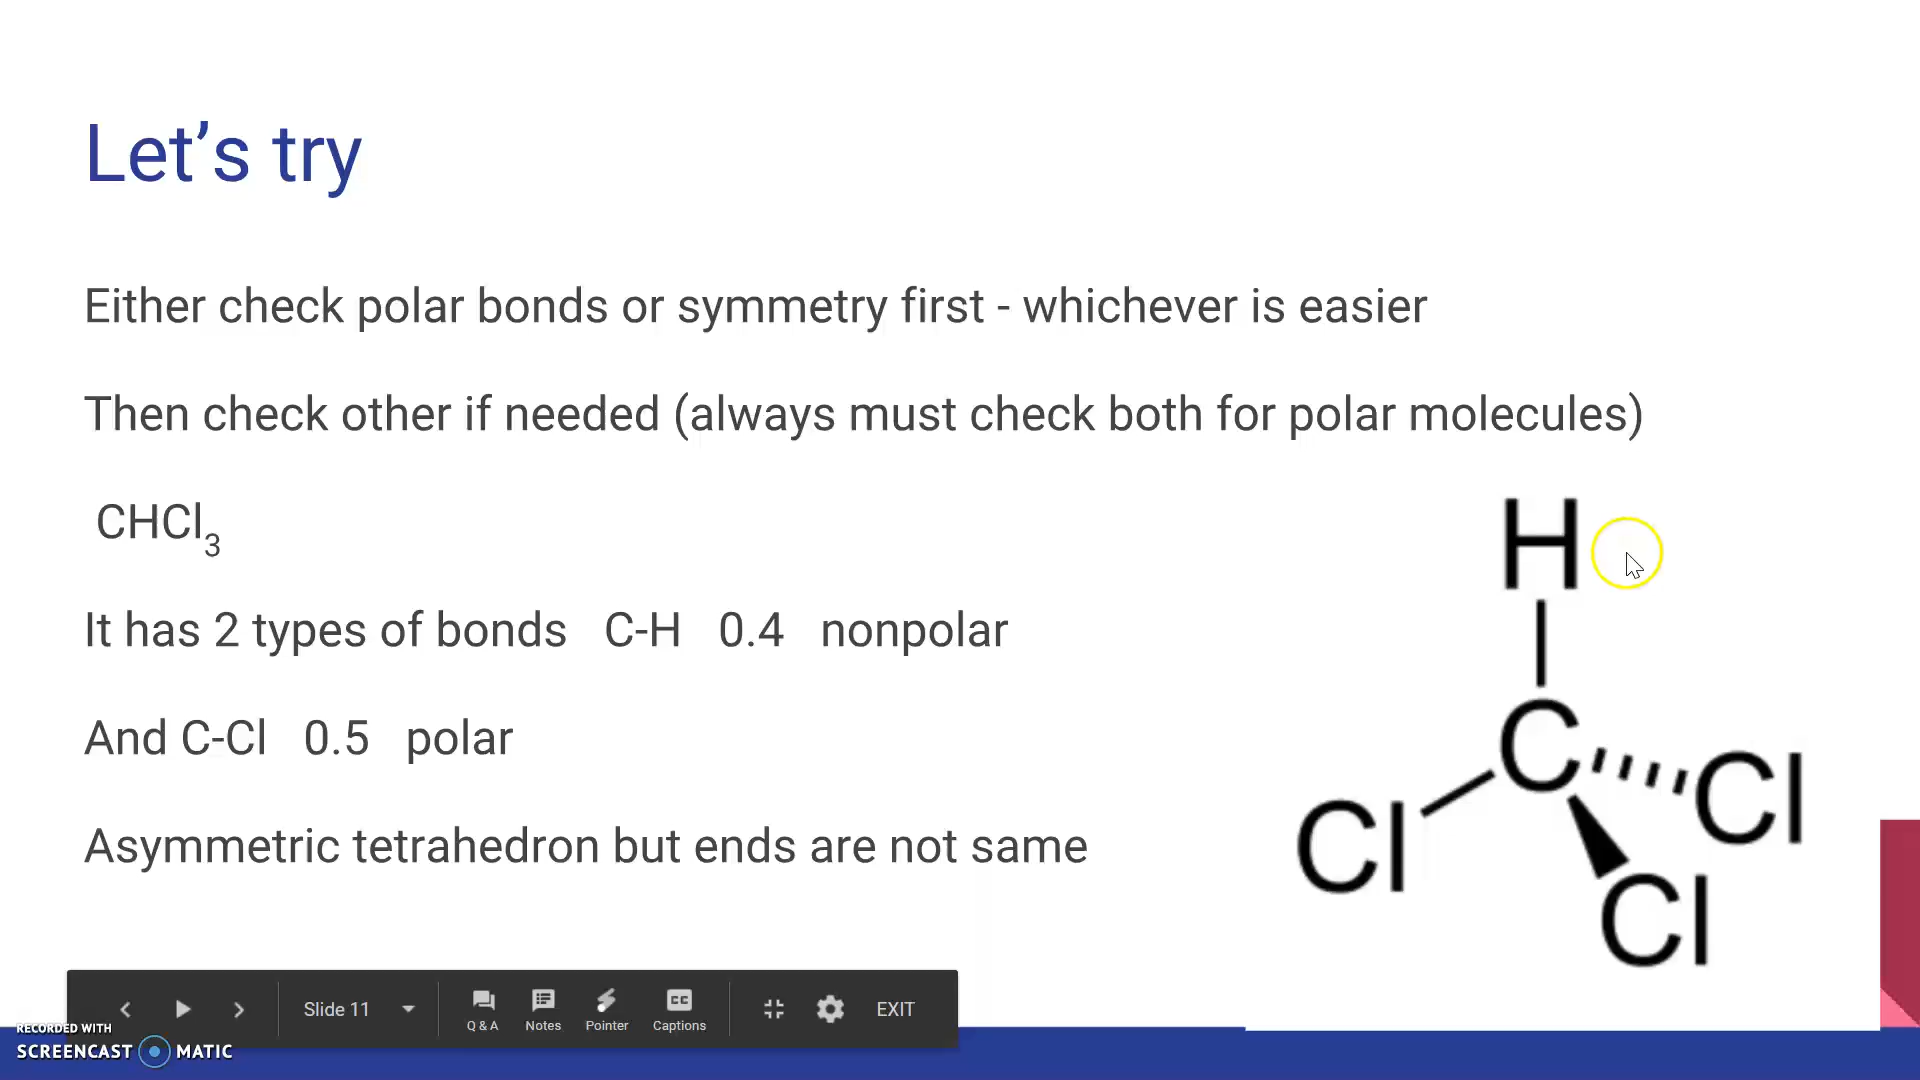 Let’s try
Either check polar bonds or symmetry first - whichever is easier
Then check other if needed (always must check both for polar molecules)
CHCl3
It has 2 types of bonds C-H 0.4 nonpolar
And C-Cl 0.5 polar
Asymmetric tetrahedron but ends are not same
H
C
Cl
Cl
Cl
Slide 11
Q & A
Notes
Pointer
CC
Captions
EXIT
RECORDED WITH
SCREENCAST MATIC